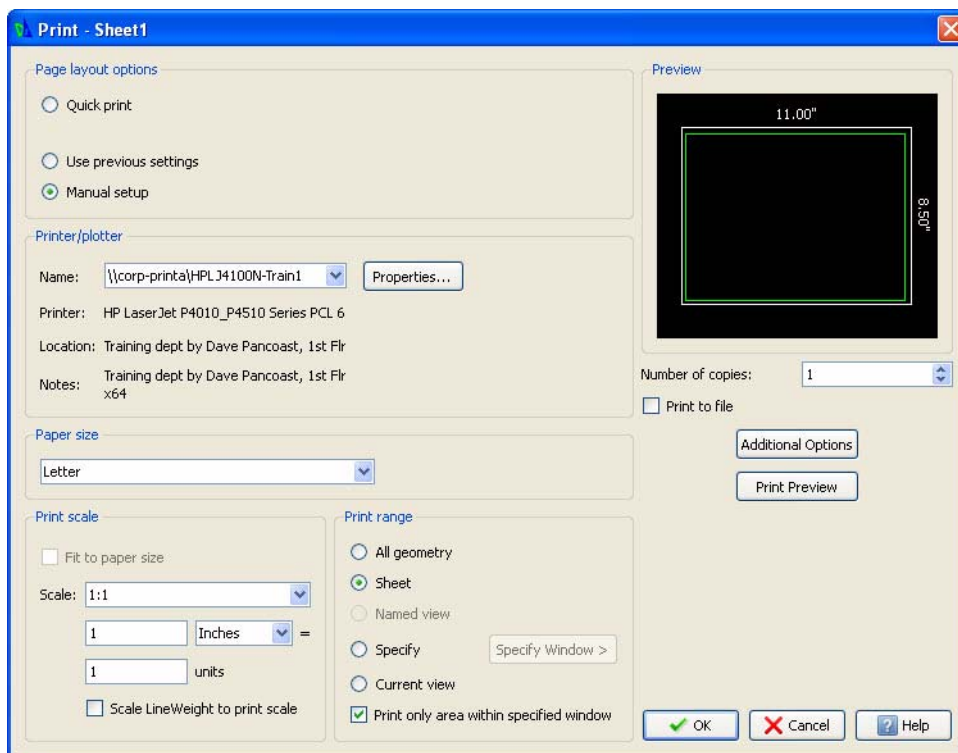 Print - Sheet1
Page layout options
Quick print
Use previous settings
Manual setup
Printer/plotter
Name: \\corp-printa\HPLJ4100N-Train1 Properties...
Printer: HP LaserJet P4010_P4510 Series PCL 6
Location: Training dept by Dave Pancoast, 1st Flr
Notes: Training dept by Dave Pancoast, 1st Flr
x64
Paper size
Letter
Print scale
Fit to paper size
Scale: 1:1
1 Inches =
1 units
Scale LineWeight to print scale
Print range
All geometry
Sheet
Named view
Specify Specify Window >
Current view
Print only area within specified window
Preview
11.00"
8.50"
Number of copies: 1
Print to file
Additional Options
Print Preview
OK Cancel Help